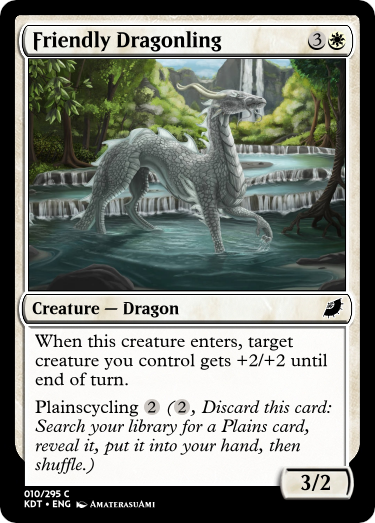 Friendly Dragonling 3
Creature — Dragon
When this creature enters, target
creature you control gets +2/+2 until
end of turn.
Plainscycling 2 (2, Discard this card:
Search your library for a Plains card,
reveal it, put it into your hand, then
shuffle.)
3/2
010/295 C
KDT • ENG AmaterasuAmi